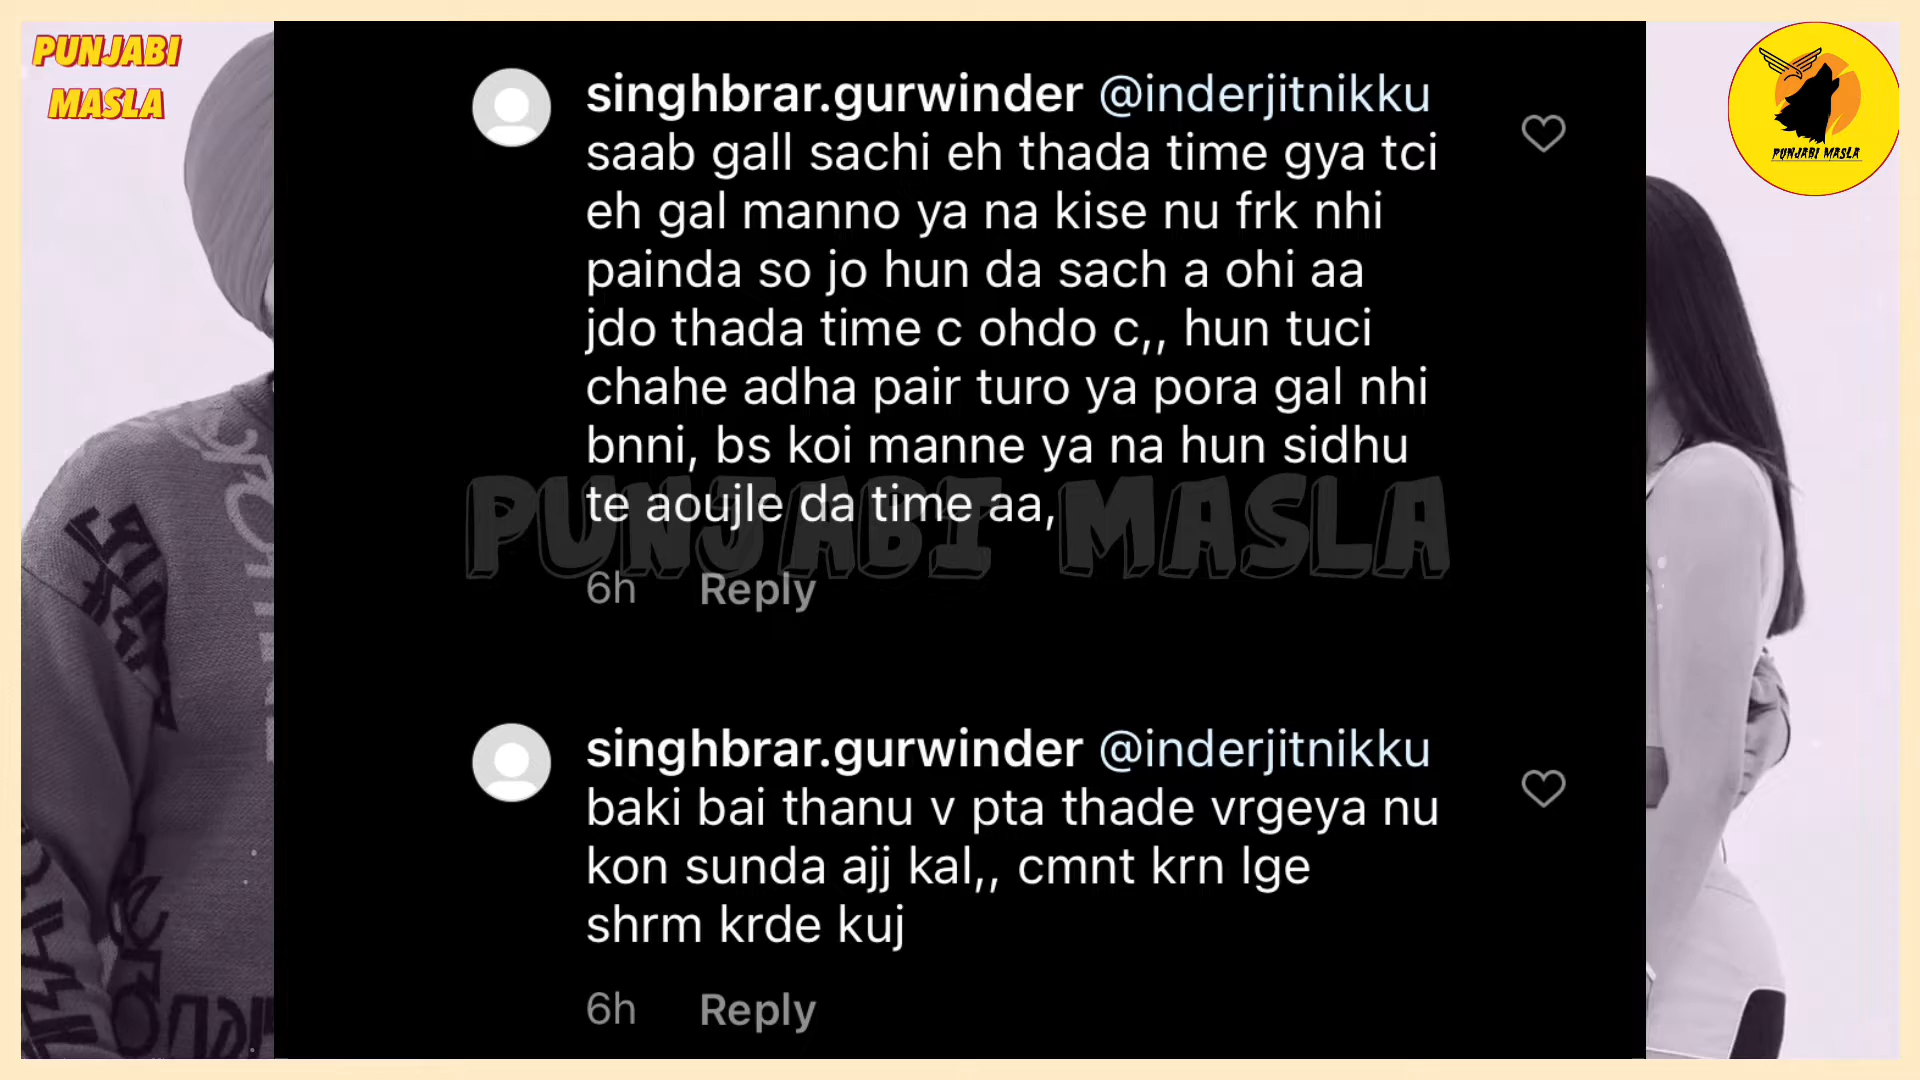 PUNJABI
MASLA
PUNJABI MASLA
singhbrar.gurwinder @inderjitnikku
saab gall sachi eh thada time gya tci
eh gal manno ya na kise nu frk nhi
painda so jo hun da sach a ohi aa
jdo thada time c ohdo c,, hun tuci
chahe adha pair turo ya pora gal nhi
bnni, bs koi manne ya na hun sidhu
te aoujle da time aa,
PUNJABI MASLA
6h Reply
singhbrar.gurwinder @inderjitnikku
baki bai thanu v pta thade vrgeya nu
kon sunda ajj kal,, cmnt krn lge
shrm krde kuj
6h Reply